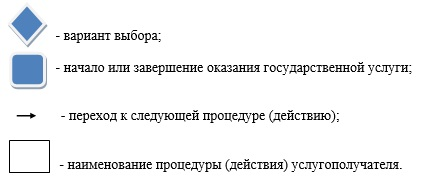 - вариант выбора;
- начало или завершение оказания государственной услуги;
- переход к следующей процедуре (действию);
- наименование процедуры (действия) услугополучателя.